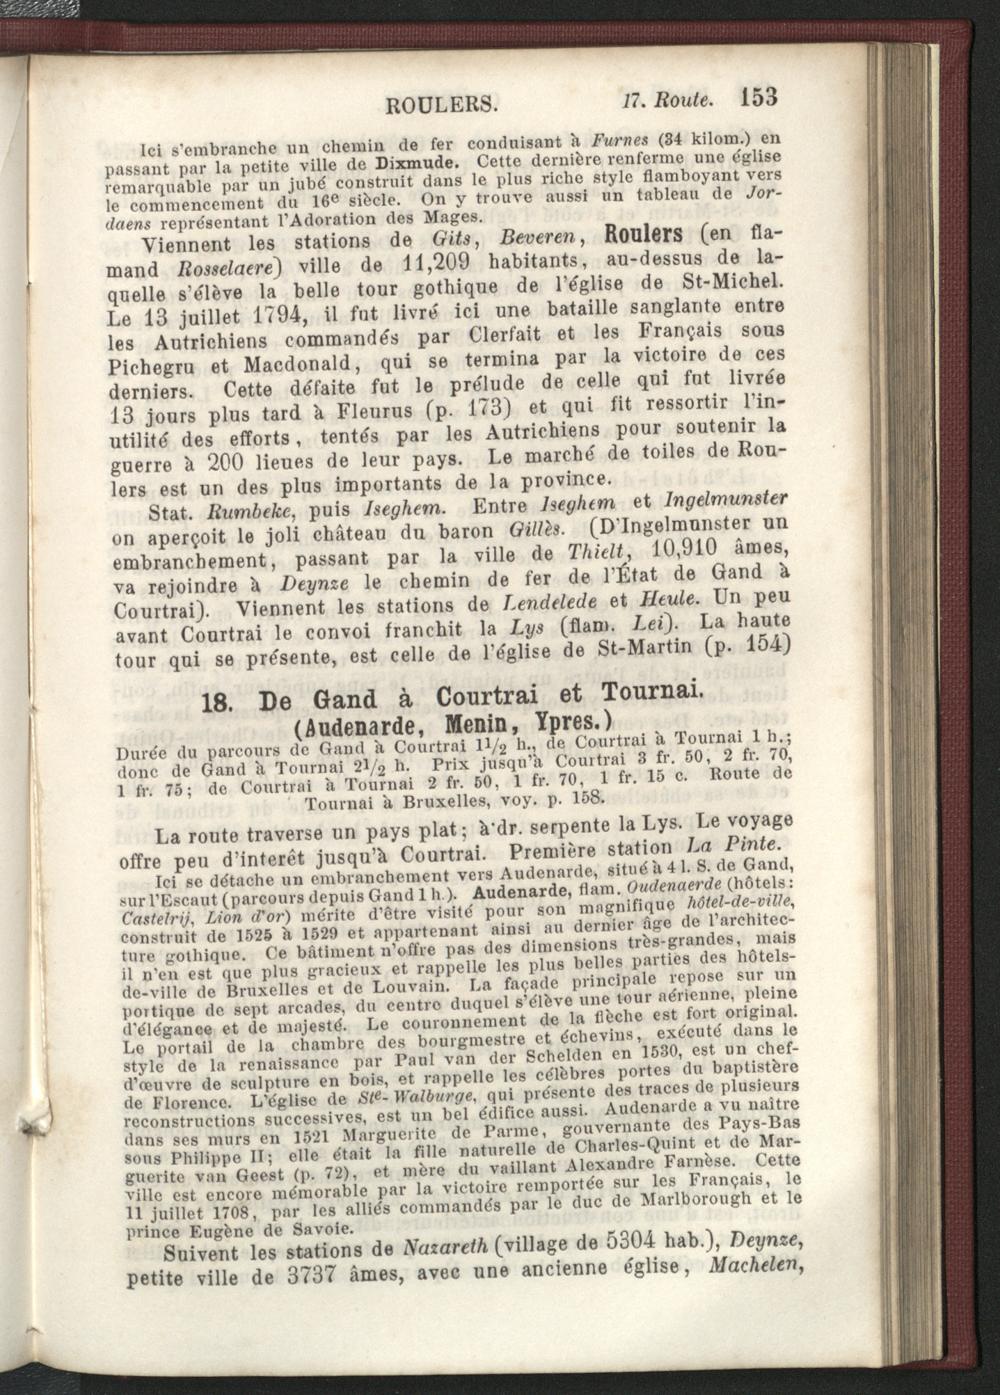 ROULERS. 17. Route. 153
Ici s'embranche un chemin de fer conduisant à Furnes (34 kilom.) en
passant par la petite ville de Dixmude. Cette dernière renferme une église
remarquable par un jubé construit dans le plus riche style flamboyant vers
le commencement du 16e siècle. On y trouve aussi un tableau de Jor-
daens représentant l'Adoration des Mages.
Viennent les stations de Gits, Beveren, Roulers (en fla-
mand Rosselaere) ville de 11,209 habitants, au-dessus de la-
quelle s'élève la belle tour gothique de l'église de St-Michel.
Le 13 juillet 1794, il fut livré ici une bataille sanglante entre
les Autrichiens commandés par Clerfait et les Français sous
Pichegru et Macdonald, qui se termina par la victoire de ces
derniers. Cette défaite fut le prélude de celle qui fut livrée
13 jours plus tard à Fleurus (p. 173) et qui fit ressortir l'in-
utilité des efforts, tentés par les Autrichiens pour soutenir la
guerre à 200 lieues de leur pays. Le marché de toiles de Rou-
lers est un des plus importants de la province.
Stat. Rumbeke, puis Iseghem. Entre Iseghem et Ingelmunster
on aperçoit le joli château du baron Gillès. (D'Ingelmunster un
embranchement, passant par la ville de Thielt, 10,910 âmes,
va rejoindre à Deynze le chemin de fer de l'État de Gand à
Courtrai). Viennent les stations de Lendelede et Heule. Un peu
avant Courtrai le convoi franchit la Lys (flam. Lei). La haute
tour qui se présente, est celle de l'église de St-Martin (p. 154)
18. De Gand à Courtrai et Tournai.
(Audenarde, Menin, Ypres.)
Durée du parcours de Gand à Courtrai 1 1/2 h., de Courtrai à Tournai 1 h.;
donc de Gand à Tournai 2 1/2 h. Prix jusqu'à Courtrai 3 fr. 50, 2 fr. 70,
1 fr. 75; de Courtrai à Tournai 2 fr. 50, 1 fr. 70, 1 fr. 15 c. Route de
Tournai à Bruxelles, voy. p. 158.
La route traverse un pays plat; à dr. serpente la Lys. Le voyage
offre peu d'interêt jusqu'à Courtrai. Première station La Pinte.
Ici se détache un embranchement vers Audenarde, situé à 4 l. S. de Gand,
sur l'Escaut (parcours depuis Gand 1 h.). Audenarde, flam. Oudenaerde (hôtels:
Castelrij, Lion d'or) mérite d'être visité pour son magnifique hôtel-de-ville,
construit de 1525 à 1529 et appartenant ainsi au dernier âge de l'architec-
ture gothique. Ce bâtiment n'offre pas des dimensions très-grandes, mais
il n'en est que plus gracieux et rappelle les plus belles parties des hôtels-
de-ville de Bruxelles et de Louvain. La façade principale repose sur un
portique de sept arcades, du centre duquel s'élève une tour aérienne, pleine
d'élégance et de majesté. Le couronnement de la flèche est fort original.
Le portail de la chambre des bourgmestre et échevins, exécuté dans le
style de la renaissance par Paul van der Schelden en 1530, est un chef-
d'œuvre de sculpture en bois, et rappelle les célèbres portes du baptistère
de Florence. L'église de Ste-Walburge, qui présente des traces de plusieurs
reconstructions successives, est un bel édifice aussi. Audenarde a vu naître
dans ses murs en 1521 Marguerite de Parme, gouvernante des Pays-Bas
sous Philippe II; elle était la fille naturelle de Charles-Quint et de Mar-
guerite van Geest (p. 72), et mère du vaillant Alexandre Farnèse. Cette
ville est encore mémorable par la victoire remportée sur les Français, le
11 juillet 1708, par les alliés commandés par le duc de Marlborough et le
prince Eugène de Savoie.
Suivent les stations de Nazareth (village de 5304 hab.), Deynze,
petite ville de 3737 âmes, avec une ancienne église, Machelen,